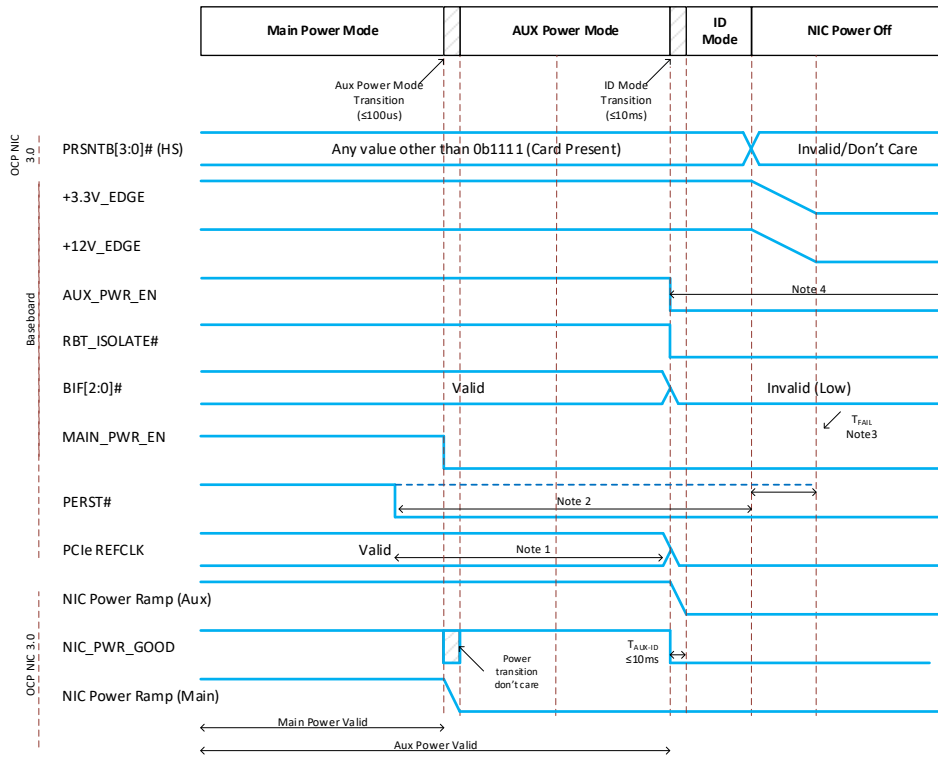 Main Power Mode
AUX Power Mode
ID
Mode
NIC Power Off
Aux Power Mode
Transition
(≤100us)
ID Mode
Transition
(≤10ms)
OCP NIC
3.0
PRSNTB[3:0]# (HS)
Any value other than 0b1111 (Card Present)
Invalid/Don't Care
+3.3V_EDGE
+12V_EDGE
Baseboard
AUX_PWR_EN
Note 4
RBT_ISOLATE#
BIF[2:0]#
Valid
Invalid (Low)
TFAIL
Note3
MAIN_PWR_EN
PERST#
Note 2
PCIe REFCLK
Valid
Note 1
NIC Power Ramp (Aux)
OCP NIC 3.0
NIC_PWR_GOOD
Power
transition
don't care
TAUX-ID
≤10ms
NIC Power Ramp (Main)
Main Power Valid
Aux Power Valid